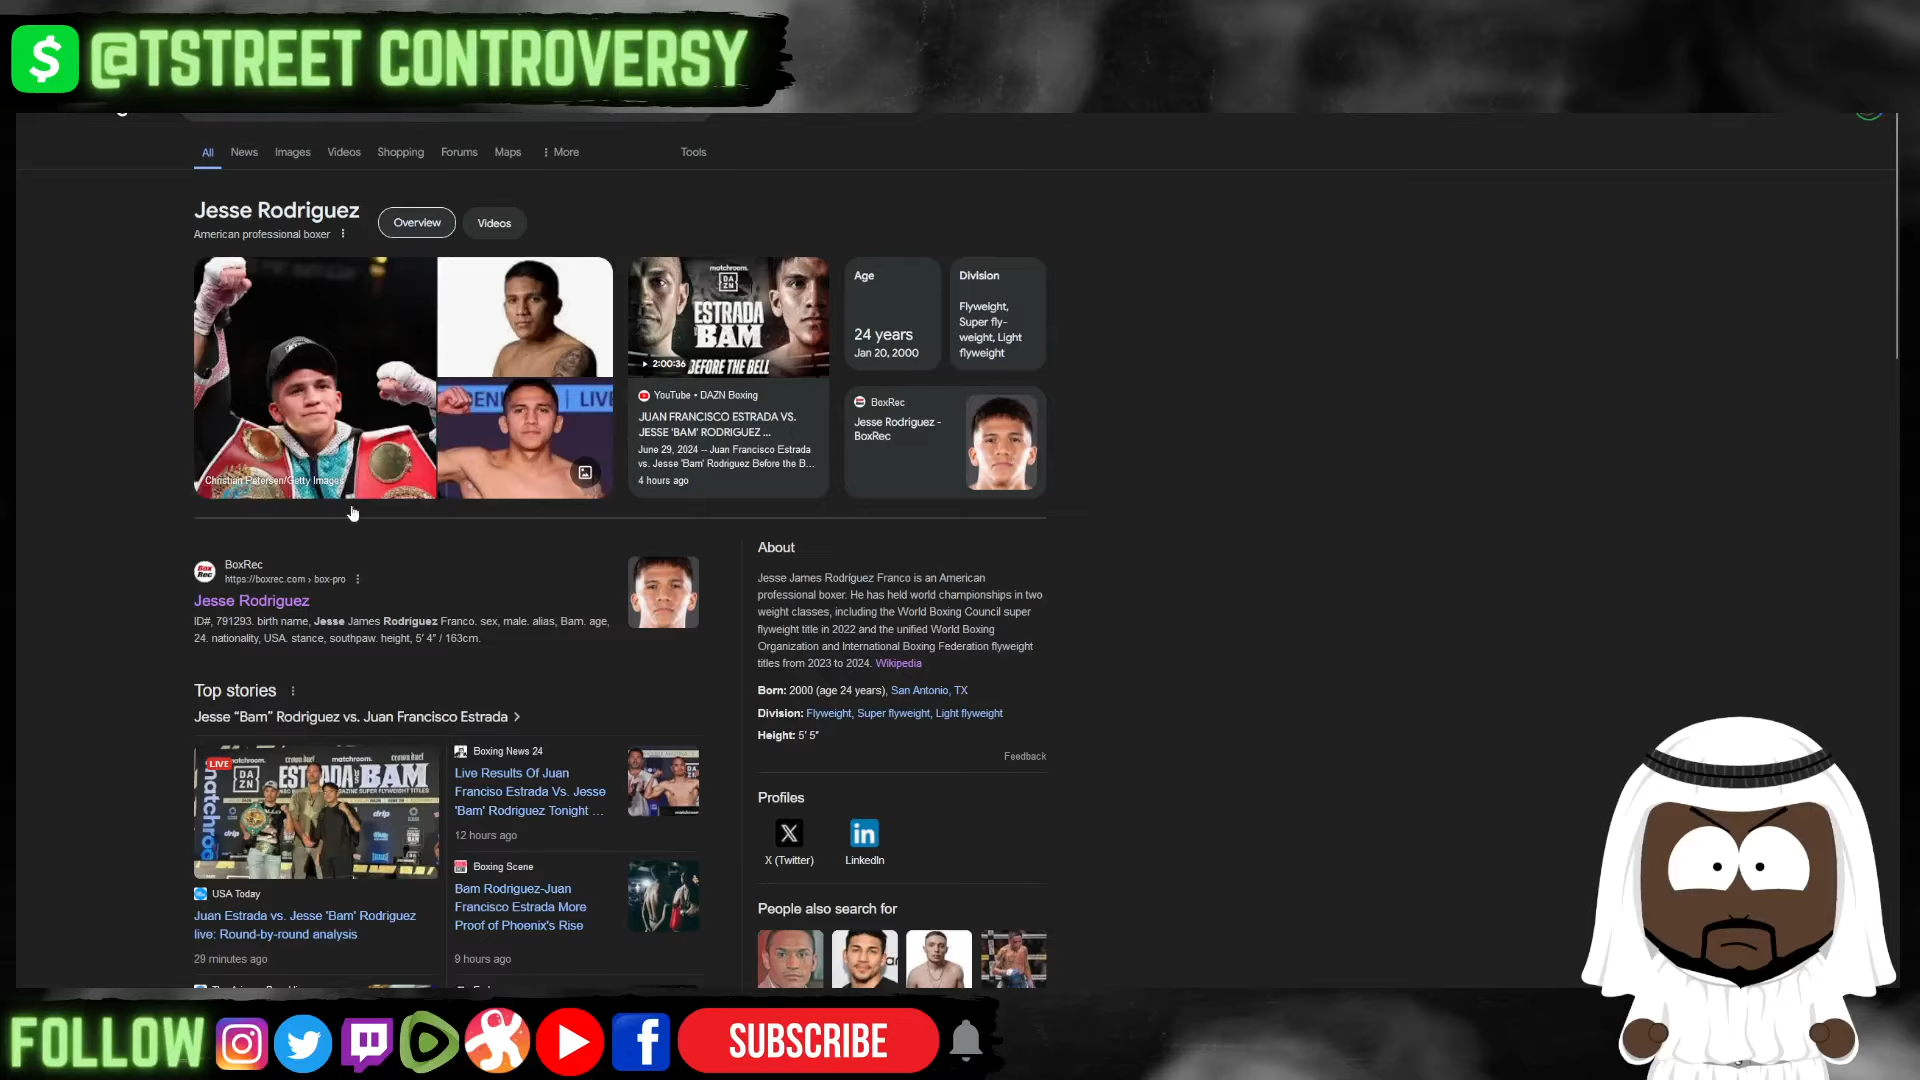 $ @TSTREET CONTROVERSY
All News Images Videos Shopping Forums Maps More Tools
Jesse Rodriguez
American professional boxer
Overview
Videos
Christian Petersen/Getty Images
matchroom.
DAZN
ESTRADA
BAM
BEFORE THE BELL
2:00:36
YouTube • DAZN Boxing
JUAN FRANCISCO ESTRADA VS.
JESSE 'BAM' RODRIGUEZ ...
June 29, 2024 -- Juan Francisco Estrada
vs. Jesse 'Bam' Rodriguez Before the B...
4 hours ago
Age
24 years
Jan 20, 2000
Division
Flyweight,
Super fly-
weight, Light
flyweight
BoxRec
Jesse Rodriguez -
BoxRec
BoxRec
https://boxrec.com › box-pro
Jesse Rodriguez
ID#, 791293. birth name, Jesse James Rodriguez Franco. sex, male. alias, Bam. age,
24. nationality, USA. stance, southpaw. height, 5′ 4″ / 163cm.
Top stories
Jesse “Bam” Rodriguez vs. Juan Francisco Estrada
LIVE
USA Today
Juan Estrada vs. Jesse 'Bam' Rodriguez
live: Round-by-round analysis
29 minutes ago
Boxing News 24
Live Results Of Juan
Franciso Estrada Vs. Jesse
'Bam' Rodriguez Tonight ...
12 hours ago
Boxing Scene
Bam Rodriguez-Juan
Francisco Estrada More
Proof of Phoenix's Rise
9 hours ago
About
Jesse James Rodríguez Franco is an American
professional boxer. He has held world championships in two
weight classes, including the World Boxing Council super
flyweight title in 2022 and the unified World Boxing
Organization and International Boxing Federation flyweight
titles from 2023 to 2024. Wikipedia
Born: 2000 (age 24 years), San Antonio, TX
Division: Flyweight, Super flyweight, Light flyweight
Height: 5′ 5″
Feedback
Profiles
X (Twitter)
LinkedIn
People also search for
FOLLOW
SUBSCRIBE